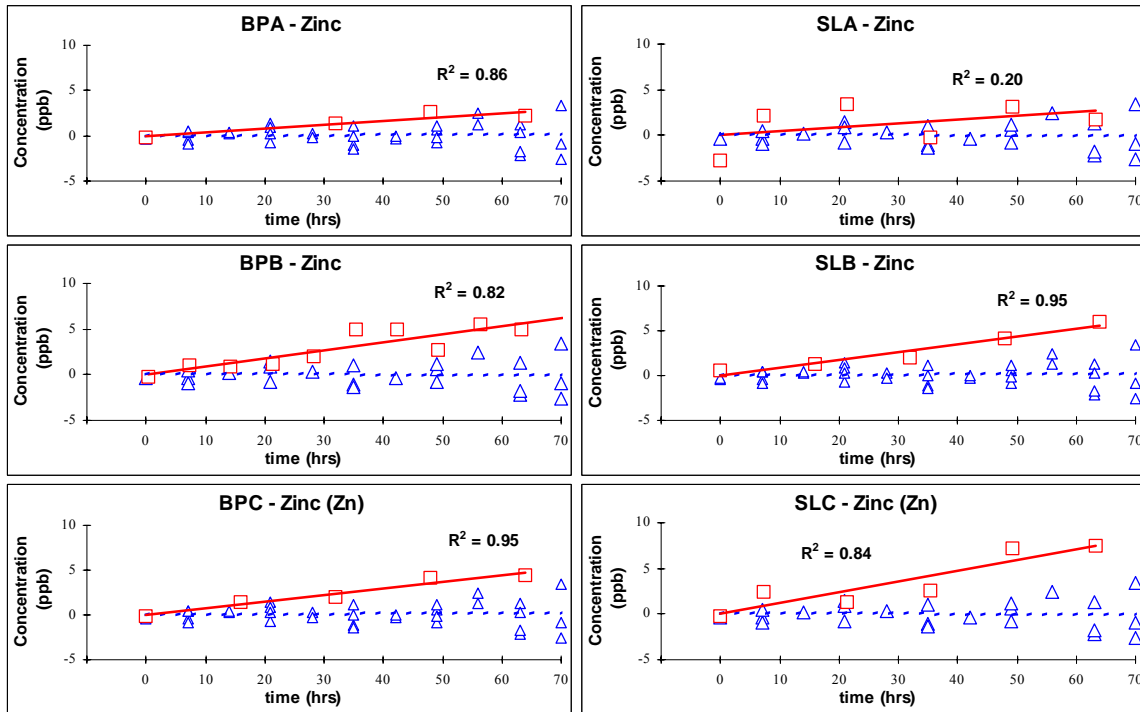 BPA - Zinc
Concentration
(ppb)
10
5
0
-5
R² = 0.86
0 10 20 30 40 50 60 70
time (hrs)
SLA - Zinc
Concentration
(ppb)
10
5
0
-5
R² = 0.20
0 10 20 30 40 50 60 70
time (hrs)
BPB - Zinc
Concentration
(ppb)
10
5
0
-5
R² = 0.82
0 10 20 30 40 50 60 70
time (hrs)
SLB - Zinc
Concentration
(ppb)
10
5
0
-5
R² = 0.95
0 10 20 30 40 50 60 70
time (hrs)
BPC - Zinc (Zn)
Concentration
(ppb)
10
5
0
-5
R² = 0.95
0 10 20 30 40 50 60 70
time (hrs)
SLC - Zinc (Zn)
Concentration
(ppb)
10
5
0
-5
R² = 0.84
0 10 20 30 40 50 60 70
time (hrs)